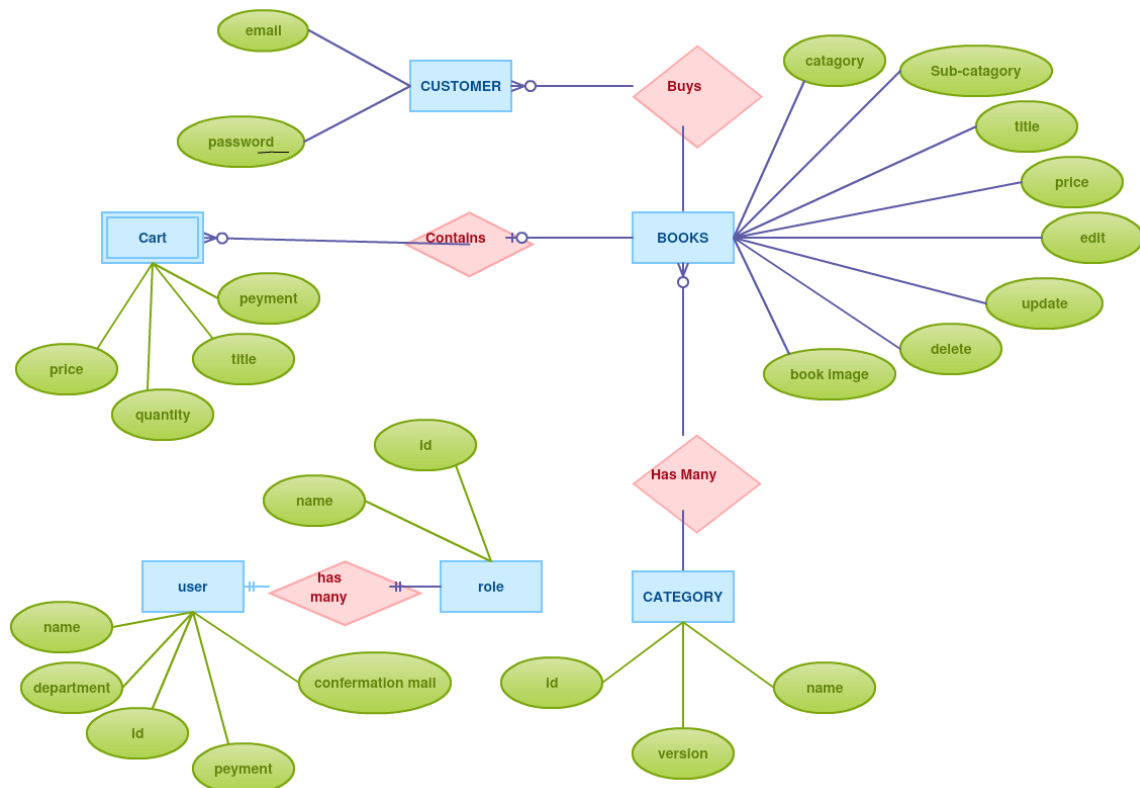 email
CUSTOMER
Buys
catagory
Sub-catagory
password
title
price
Cart
Contains
BOOKS
edit
peyment
update
price
title
delete
book image
quantity
id
name
Has Many
user
has
many
role
CATEGORY
name
department
confermation mail
id
name
id
peyment
version